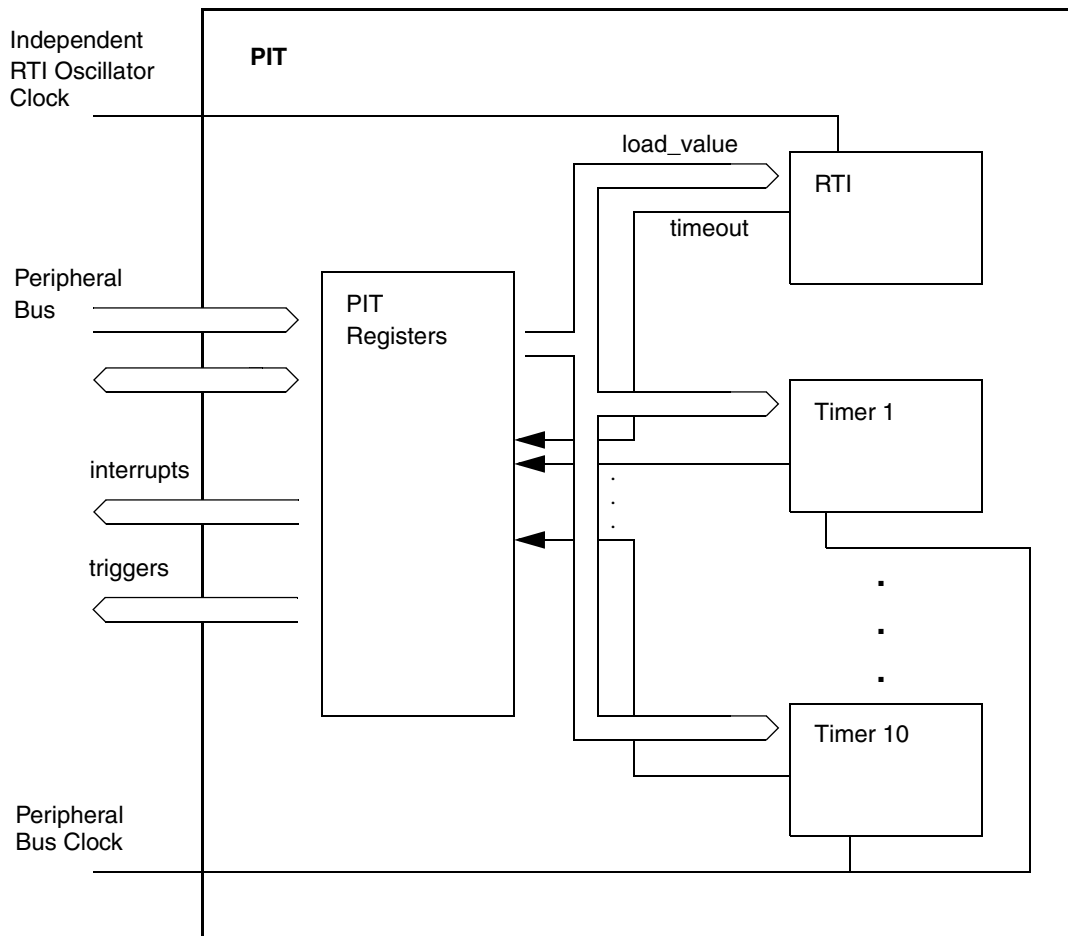 Independent
RTI Oscillator
Clock
PIT
load_value
RTI
timeout
Peripheral
Bus
PIT
Registers
Timer 1
interrupts
triggers
Timer 10
Peripheral
Bus Clock